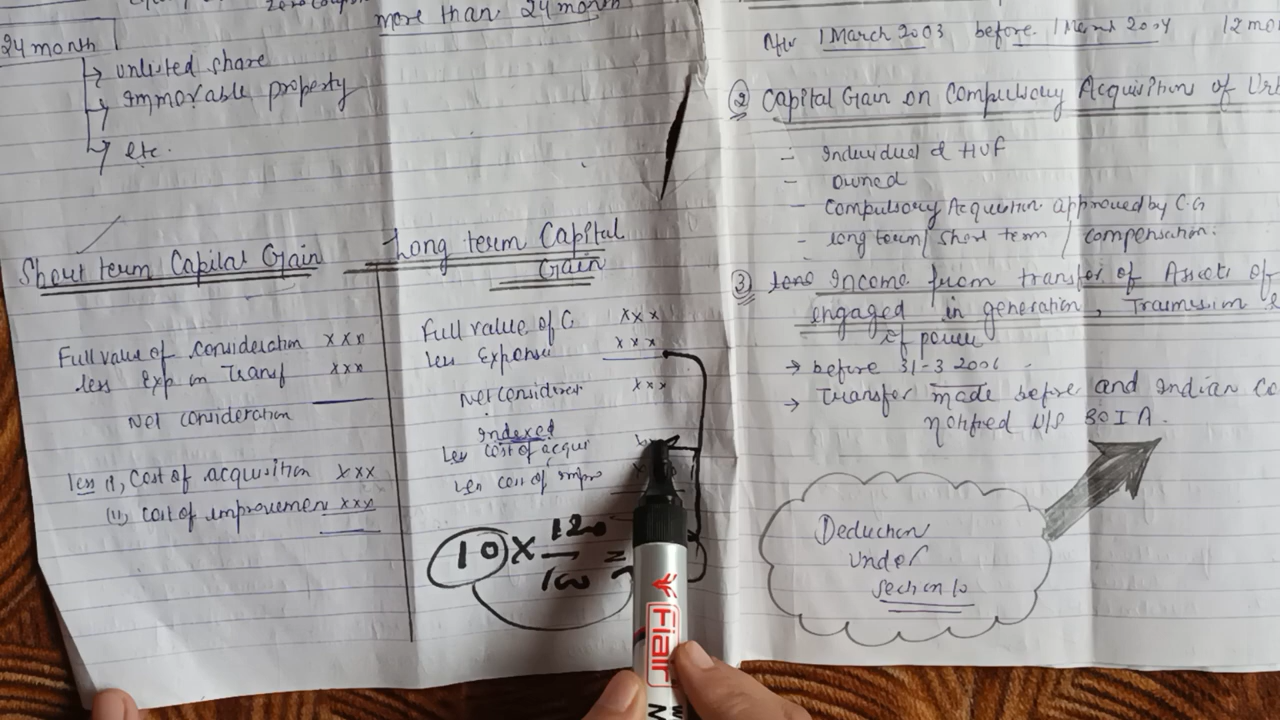 more than 24 month
24 month
unlisted share
Immovable property
etc.
Short term Capital Gain
Full value of consideration xxx
less Exp on Transf xxx
Net consideration
less (i) Cost of acquisition xxx
(ii) cost of improvemen xxx
Long term Capital
Gain
Full value of C xxx
less Expense xxx
Net consider xxx
Indexed
Less cost of acqui
Less cost of impro
10 x 120
100 =
After 1 March 2003 before 1 March 2004 12 mo
② Capital Gain on Compulsory Acquisition of Ur
- Individual & HUF
- owned
- Compulsory Acquisition approved by C.G
- long term / short term / compensation.
③ Income from transfer of Assets of
engaged in generation, Transmission
of power
→ before 31-3-2006
→ Transfer made before and Indian Co
notified U/S 80IA.
Deduction
under
section 10
Flair